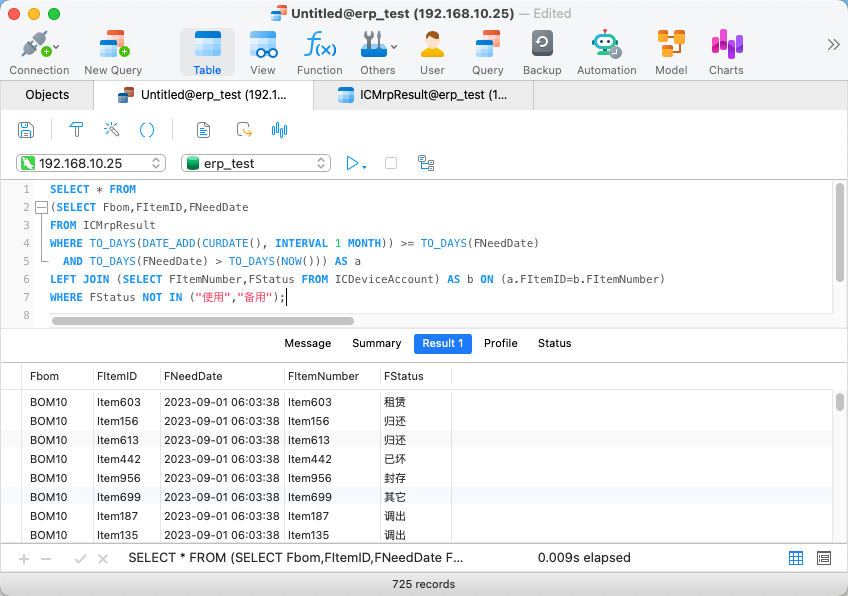 Untitled@erp_test (192.168.10.25) — Edited
Connection New Query Table View Function Others User Query Backup Automation Model Charts
Objects Untitled@erp_test (192.1... ICMrpResult@erp_test (1...
192.168.10.25 erp_test
1 SELECT * FROM
2 (SELECT Fbom,FItemID,FNeedDate
3 FROM ICMrpResult
4 WHERE TO_DAYS(DATE_ADD(CURDATE(), INTERVAL 1 MONTH)) >= TO_DAYS(FNeedDate)
5 AND TO_DAYS(FNeedDate) > TO_DAYS(NOW())) AS a
6 LEFT JOIN (SELECT FItemNumber,FStatus FROM ICDeviceAccount) AS b ON (a.FItemID=b.FItemNumber)
7 WHERE FStatus NOT IN ("使用","备用");
8
Message Summary Result 1 Profile Status
Fbom FItemID FNeedDate FItemNumber FStatus
BOM10 Item603 2023-09-01 06:03:38 Item603 租赁
BOM10 Item156 2023-09-01 06:03:38 Item156 归还
BOM10 Item613 2023-09-01 06:03:38 Item613 归还
BOM10 Item442 2023-09-01 06:03:38 Item442 已坏
BOM10 Item956 2023-09-01 06:03:38 Item956 封存
BOM10 Item699 2023-09-01 06:03:38 Item699 其它
BOM10 Item187 2023-09-01 06:03:38 Item187 调出
BOM10 Item135 2023-09-01 06:03:38 Item135 调出
SELECT * FROM (SELECT Fbom,FItemID,FNeedDate F... 0.009s elapsed
725 records